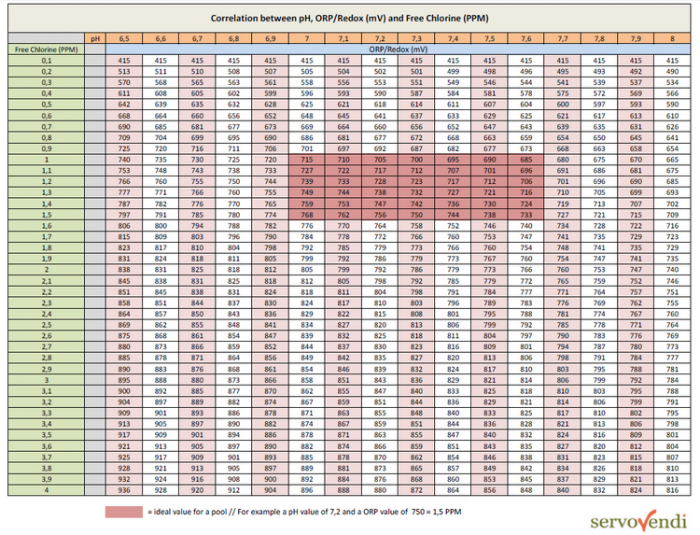 Correlation between pH, ORP/Redox (mV) and Free Chlorine (PPM)
pH 6,5 6,6 6,7 6,8 6,9 7 7,1 7,2 7,3 7,4 7,5 7,6 7,7 7,8 7,9 8
Free Chlorine (PPM) ORP/Redox (mV)
0,1 415 415 415 415 415 415 415 415 415 415 415 415 415 415 415 415
0,2 513 511 510 508 507 505 504 502 501 499 498 496 495 493 492 490
0,3 570 568 565 563 561 558 556 553 551 549 546 544 541 539 537 534
0,4 611 608 605 602 599 596 593 590 587 584 581 578 575 572 569 566
0,5 642 639 635 632 628 625 621 618 614 611 607 604 600 597 593 590
0,6 668 664 660 656 652 648 645 641 637 633 629 625 621 617 613 610
0,7 690 685 681 677 673 669 664 660 656 652 647 643 639 635 631 626
0,8 709 704 699 695 690 686 681 677 672 668 663 659 654 650 645 641
0,9 725 720 716 711 706 701 697 692 687 682 677 673 668 663 658 654
1 740 735 730 725 720 715 710 705 700 695 690 685 680 675 670 665
1,1 753 748 743 738 733 727 722 717 712 707 701 696 691 686 681 675
1,2 766 760 755 750 744 739 733 728 723 717 712 706 701 696 690 685
1,3 777 771 766 760 755 749 744 738 732 727 721 716 710 705 699 693
1,4 787 782 776 770 765 759 753 747 742 736 730 724 719 713 707 702
1,5 797 791 785 780 774 768 762 756 750 744 738 733 727 721 715 709
1,6 806 800 794 788 782 776 770 764 758 752 746 740 734 728 722 716
1,7 815 809 803 796 790 784 778 772 766 760 753 747 741 735 729 723
1,8 823 817 810 804 798 792 785 779 773 766 760 754 748 741 735 729
1,9 831 824 818 811 805 799 792 786 779 773 767 760 754 747 741 735
2 838 831 825 818 812 805 799 792 786 779 773 766 760 753 747 740
2,1 845 838 831 825 818 812 805 798 792 785 779 772 765 759 752 746
2,2 851 845 838 831 824 818 811 804 798 791 784 777 771 764 757 751
2,3 858 851 844 837 830 824 817 810 803 796 789 783 776 769 762 755
2,4 864 857 850 843 836 829 822 815 808 801 795 788 781 774 767 760
2,5 869 862 855 848 841 834 827 820 813 806 799 792 785 778 771 764
2,6 875 868 861 854 847 839 832 825 818 811 804 797 790 783 776 769
2,7 880 873 866 859 852 844 837 830 823 816 809 801 794 787 780 773
2,8 885 878 871 864 856 849 842 835 827 820 813 806 798 791 784 777
2,9 890 883 876 868 861 854 846 839 832 824 817 810 803 795 788 781
3 895 888 880 873 866 858 851 843 836 829 821 814 806 799 792 784
3,1 900 892 885 877 870 862 855 847 840 833 825 818 810 803 795 788
3,2 904 897 889 882 874 867 859 851 844 836 829 821 814 806 799 791
3,3 909 901 893 886 878 871 863 855 848 840 833 825 817 810 802 795
3,4 913 905 897 890 882 874 867 859 851 844 836 828 821 813 806 798
3,5 917 909 901 894 886 878 871 863 855 847 840 832 824 816 809 801
3,6 921 913 905 897 890 882 874 866 859 851 843 835 827 820 812 804
3,7 925 917 909 901 893 885 878 870 862 854 846 838 831 823 815 807
3,8 928 921 913 905 897 889 881 873 865 857 849 842 834 826 818 810
3,9 932 924 916 908 900 892 884 876 868 860 853 845 837 829 821 813
4 936 928 920 912 904 896 888 880 872 864 856 848 840 832 824 816
= ideal value for a pool // For example a pH value of 7,2 and a ORP value of 750 = 1,5 PPM
servovendi